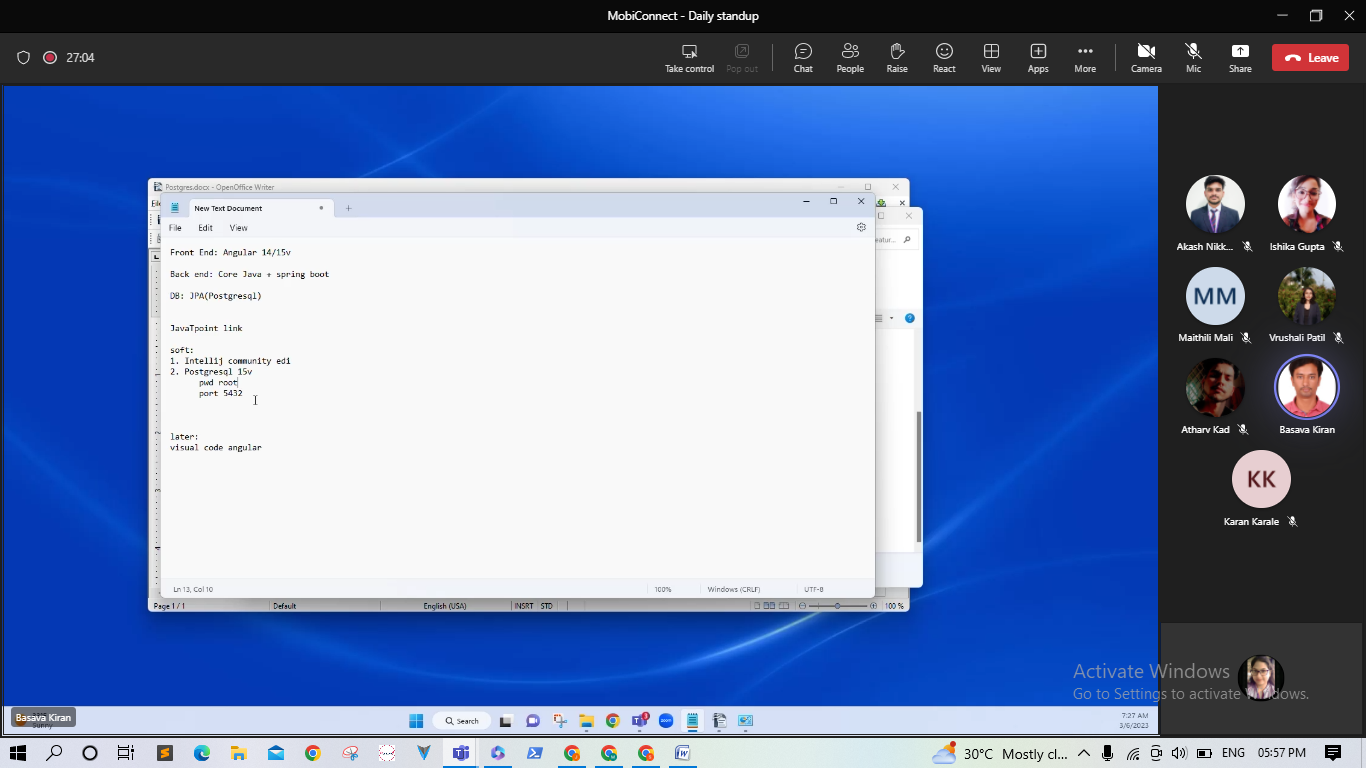 MobiConnect - Daily standup
27:04
Take control
Pop out
Chat
People
Raise
React
View
Apps
More
Camera
Mic
Share
Leave
Postgres.docx - OpenOffice Writer
New Text Document
File
Edit
View
Front End: Angular 14/15v
Back end: Core Java + spring boot
DB: JPA(Postgresql)
JavaTpoint link
soft:
1. Intellij community edi
2. Postgresql 15v
pwd root
port 5432
later:
visual code angular
Ln 13, Col 10
100%
Windows (CRLF)
UTF-8
Page 1 / 1
Default
English (USA)
INSRT
STD
100 %
Akash Nikk...
Ishika Gupta
MM
Maithili Mali
Vrushali Patil
Atharv Kad
Basava Kiran
KK
Karan Karale
Activate Windows
Go to Settings to activate Windows.
Basava Kiran
Sunny
Search
7:27 AM
3/6/2023
30°C Mostly cl...
ENG
05:57 PM